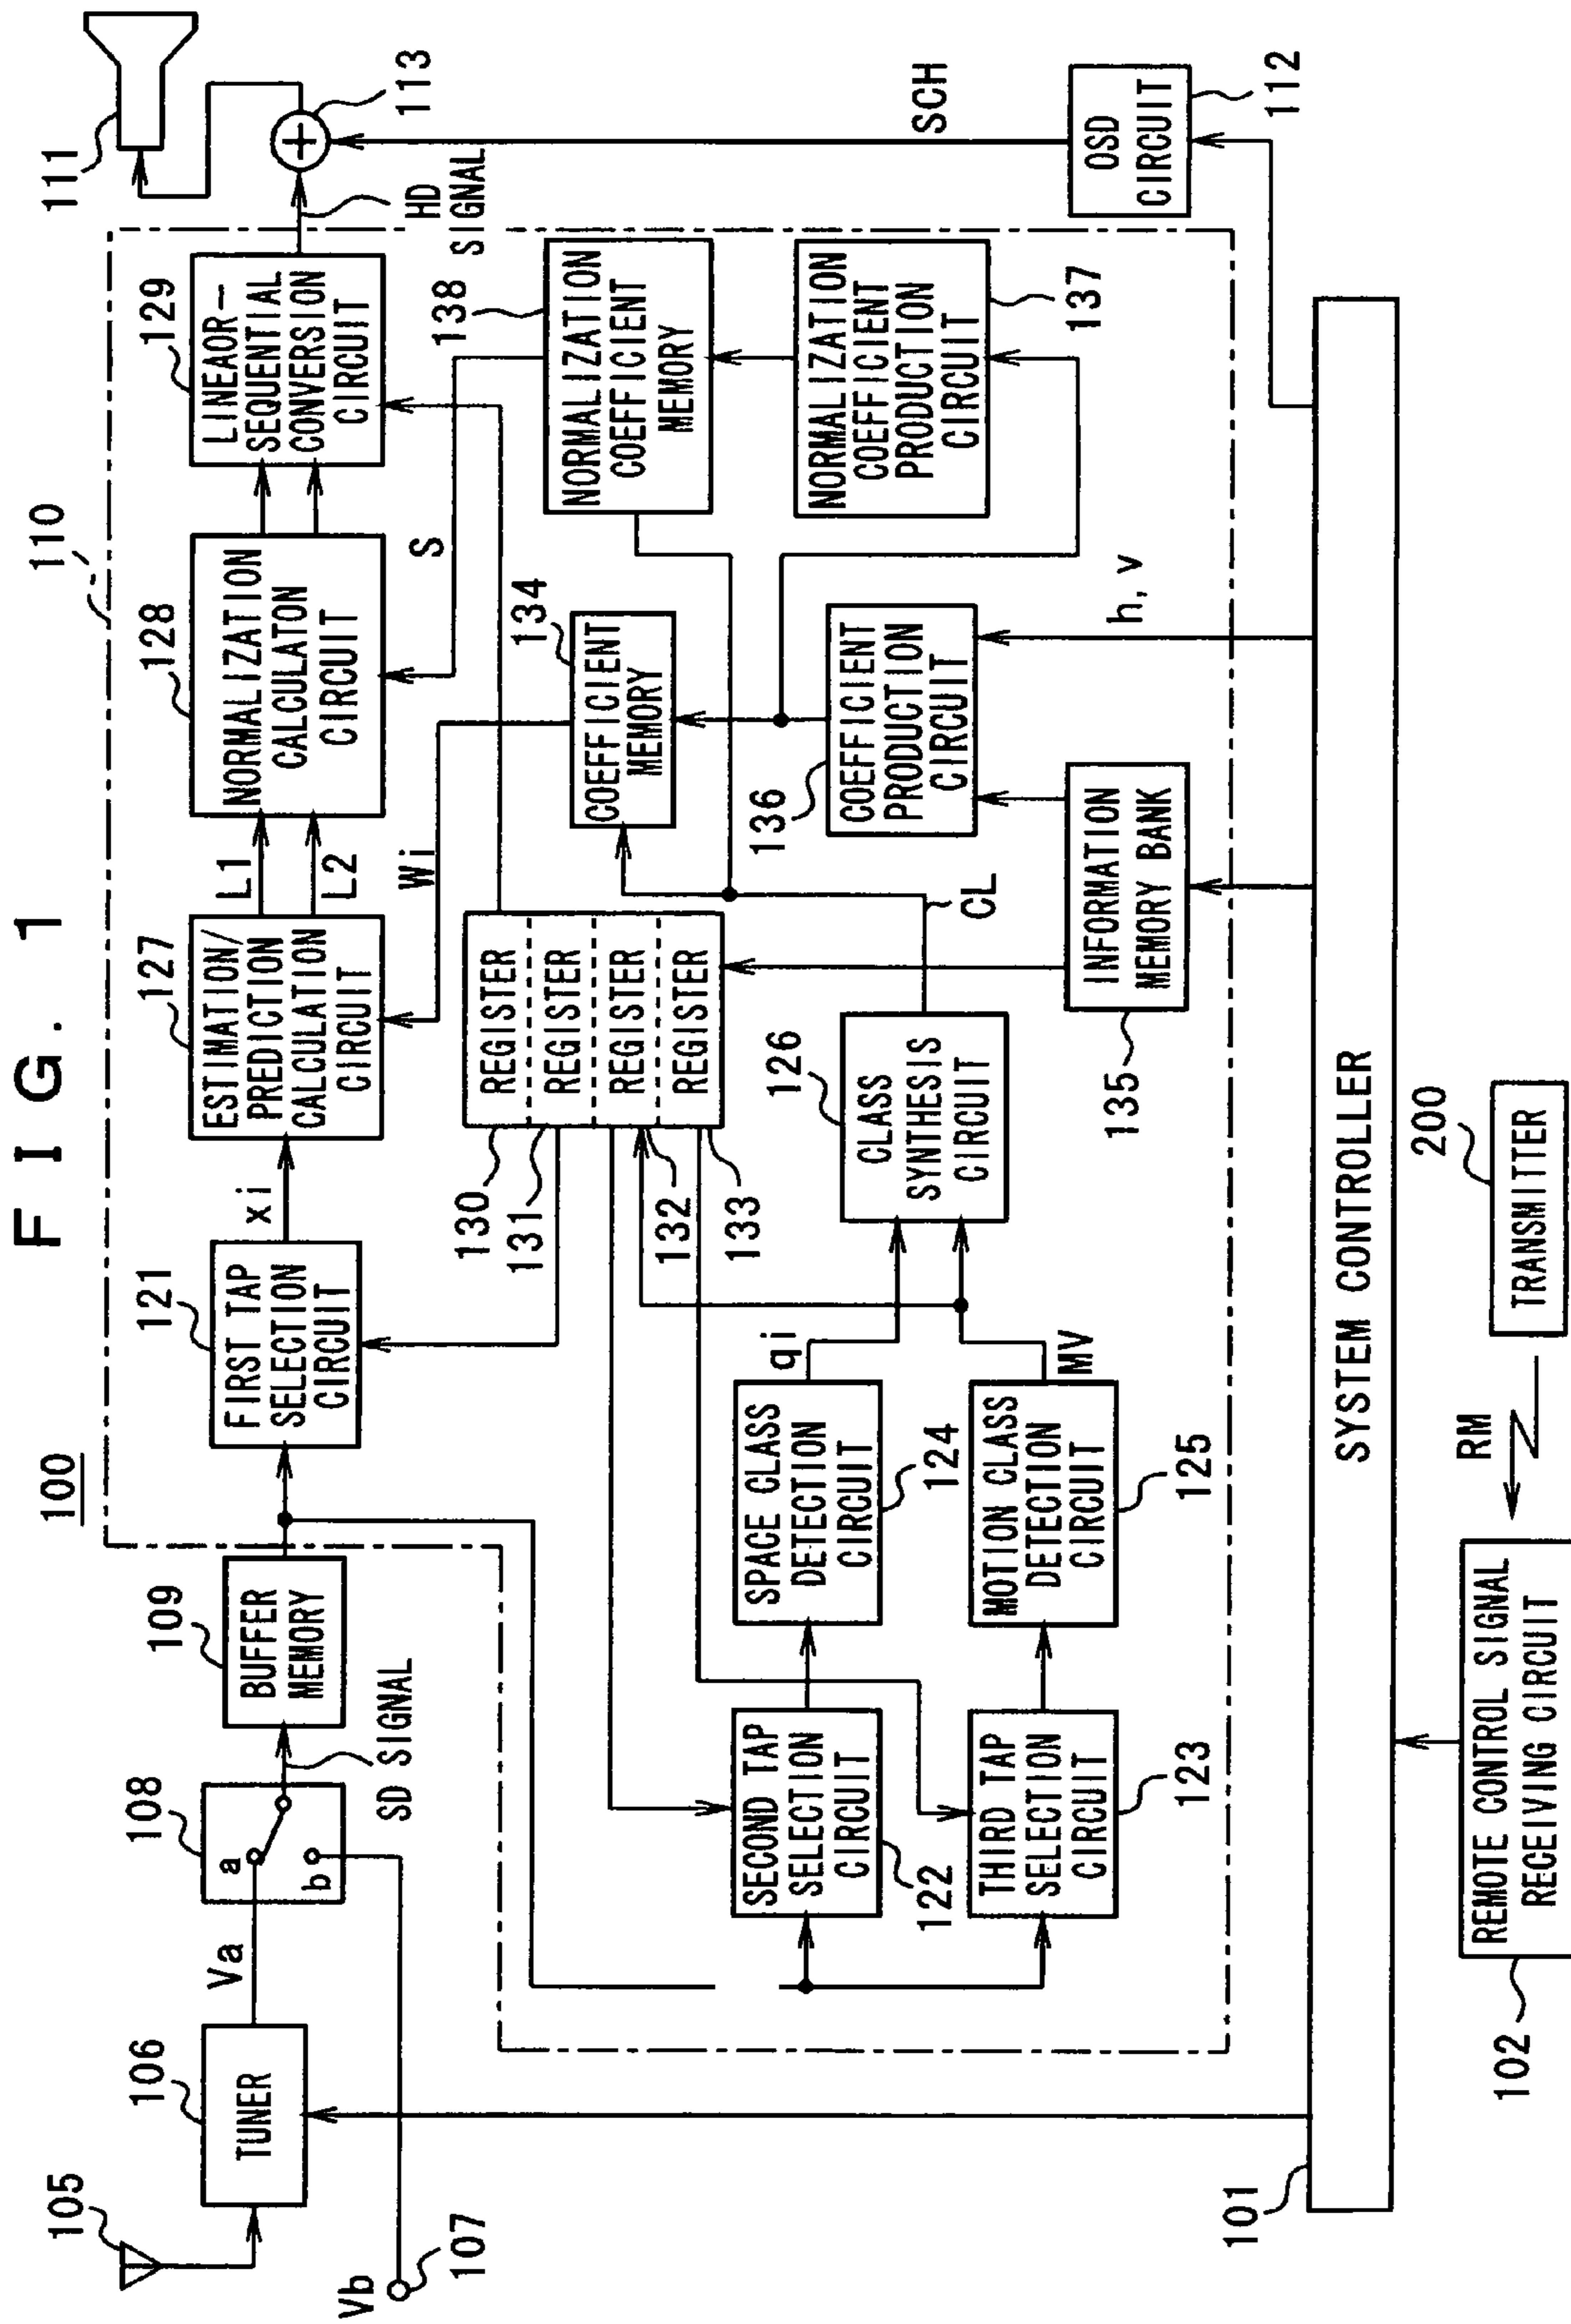 FIG. 1
100
105
106
TUNER
Va
Vb
107
108
a
b
SD SIGNAL
109
BUFFER
MEMORY
110
121
FIRST TAP
SELECTION
CIRCUIT
xi
127
ESTIMATION/
PREDICTION
CALCULATION
CIRCUIT
L1
L2
128
NORMALIZATION
CALCULATON
CIRCUIT
129
LINEAOR-
SEQUENTIAL
CONVERSION
CIRCUIT
HD
SIGNAL
111
113
SCH
OSD
CIRCUIT
112
Wi
S
130
131
132
133
REGISTER
REGISTER
REGISTER
REGISTER
134
COEFFICIENT
MEMORY
138
NORMALIZATION
COEFFICIENT
MEMORY
NORMALIZATION
COEFFICIENT
PRODUCTION
CIRCUIT
137
SECOND TAP
SELECTION
CIRCUIT
122
SPACE CLASS
DETECTION
CIRCUIT
124
qi
THIRD TAP
SELECTION
CIRCUIT
123
MOTION CLASS
DETECTION
CIRCUIT
125
MV
126
CLASS
SYNTHESIS
CIRCUIT
CL
136
COEFFICIENT
PRODUCTION
CIRCUIT
h, v
INFORMATION
MEMORY BANK
135
101
SYSTEM CONTROLLER
102
REMOTE CONTROL SIGNAL
RECEIVING CIRCUIT
RM
200
TRANSMITTER